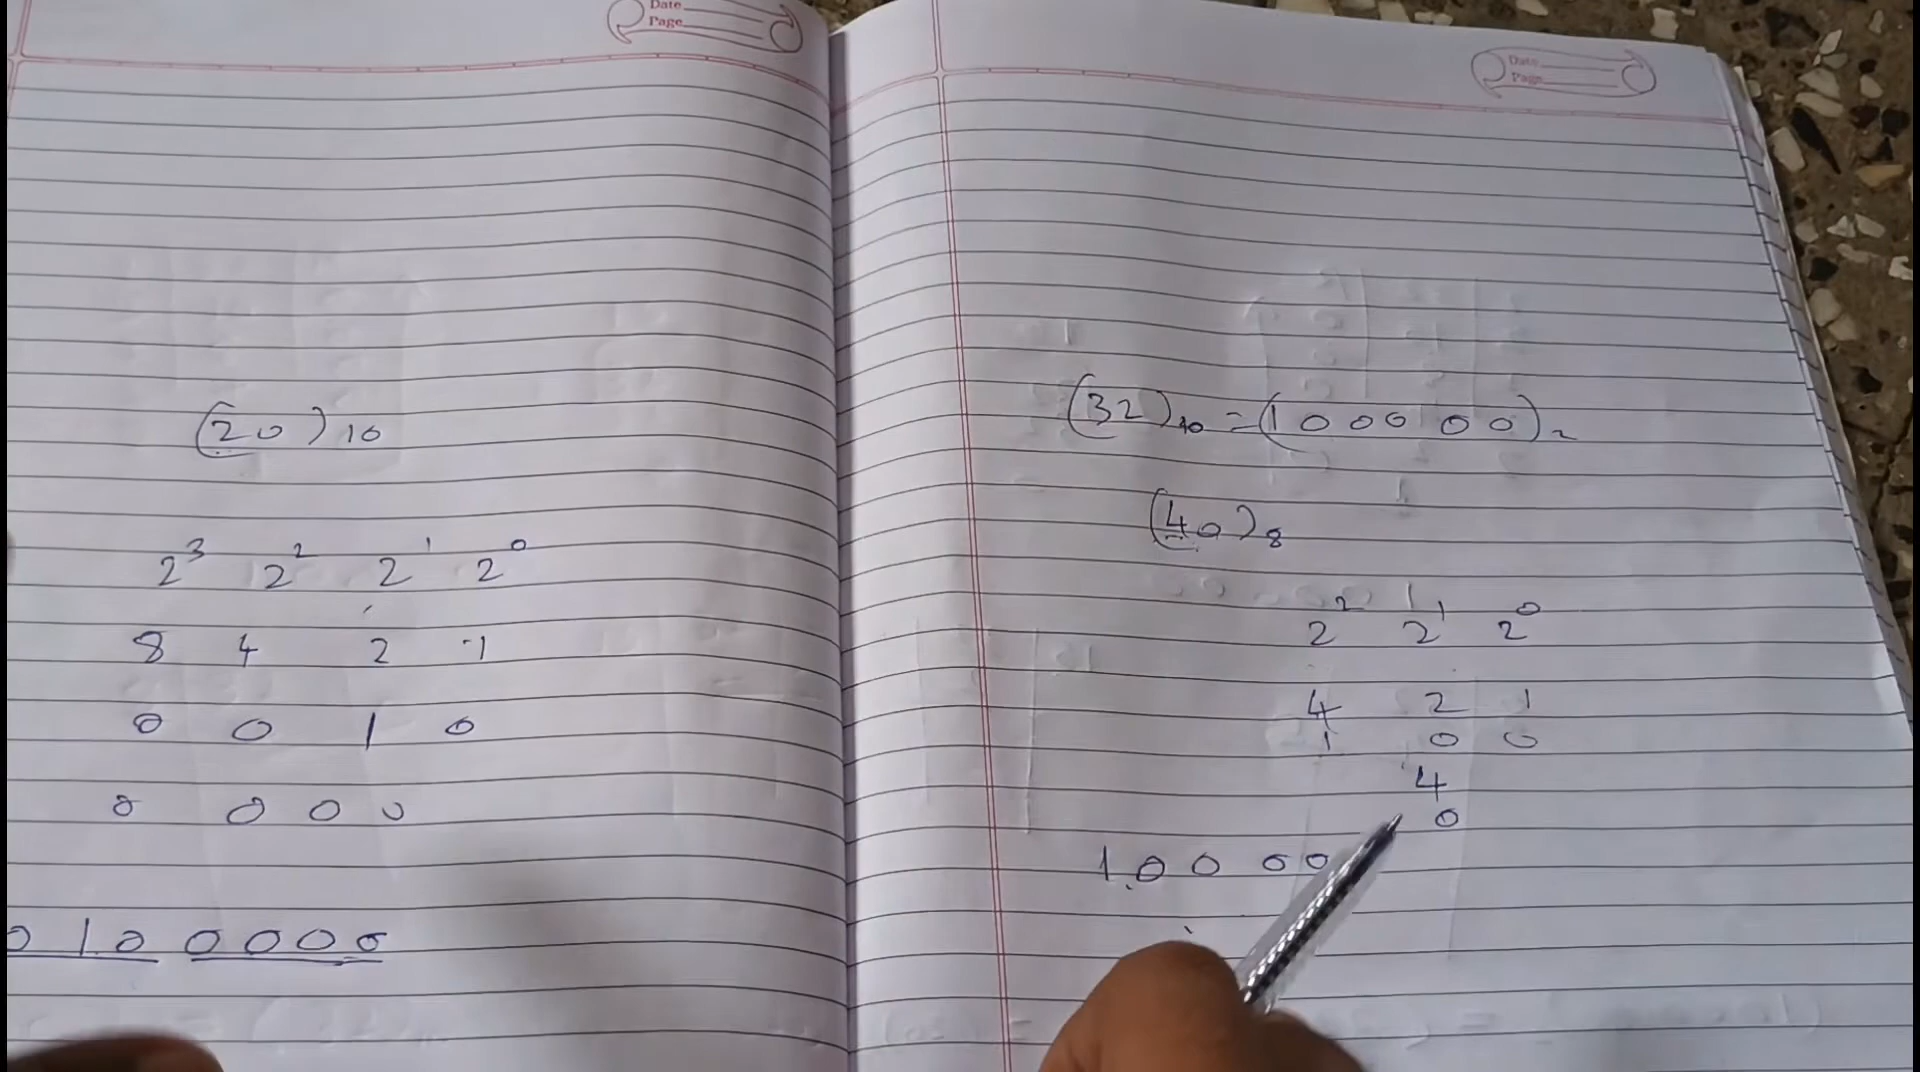 Date
Page
(20)10
2³ 2² 2¹ 2⁰
8 4 2 1
0 0 1 0
0 0 0 0
0 1 0 0 0 0 0
Date
Page
(32)10 = (1 0 0 0 0 0)2
(40)8
2² 2¹ 2⁰
4 2 1
1 0 0
4
0
1 0 0 0 0